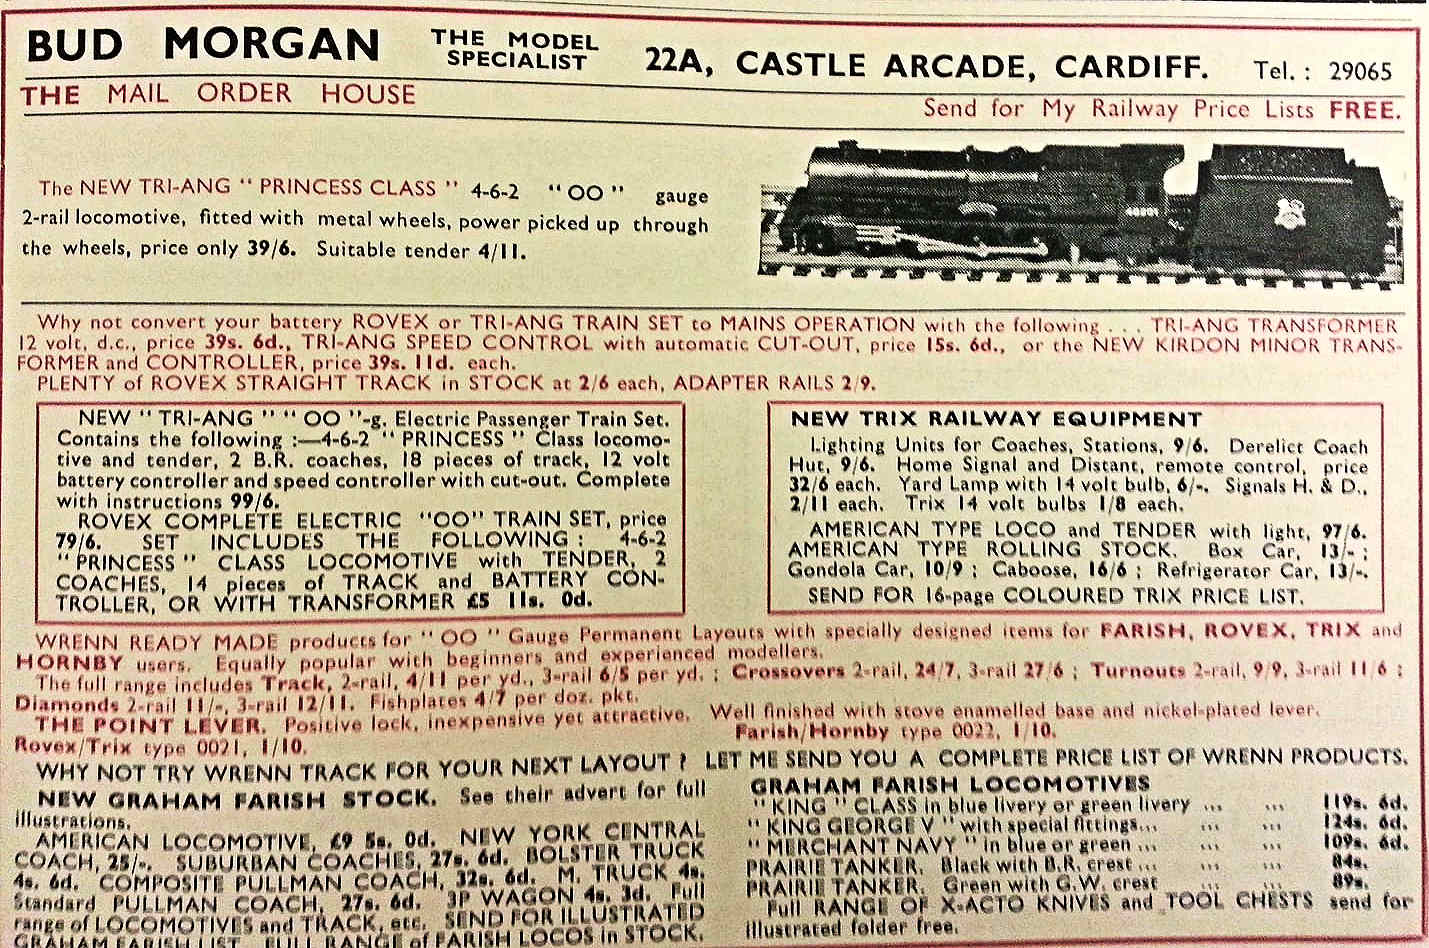 BUD MORGAN THE MODEL SPECIALIST 22A, CASTLE ARCADE, CARDIFF. Tel. : 29065
THE MAIL ORDER HOUSE
Send for My Railway Price Lists FREE.
The NEW TRI-ANG “ PRINCESS CLASS ” 4-6-2 “ OO ” gauge
2-rail locomotive, fitted with metal wheels, power picked up through
the wheels, price only 39/6. Suitable tender 4/11.
46201
Why not convert your battery ROVEX or TRI-ANG TRAIN SET to MAINS OPERATION with the following . . . TRI-ANG TRANSFORMER
12 volt, d.c., price 39s. 6d., TRI-ANG SPEED CONTROL with automatic CUT-OUT, price 15s. 6d., or the NEW KIRDON MINOR TRANS-
FORMER and CONTROLLER, price 39s. 11d. each.
PLENTY of ROVEX STRAIGHT TRACK in STOCK at 2/6 each, ADAPTER RAILS 2/9.
NEW “ TRI-ANG ” “ OO ”-g. Electric Passenger Train Set.
Contains the following :—4-6-2 “ PRINCESS ” Class locomo-
tive and tender, 2 B.R. coaches, 18 pieces of track, 12 volt
battery controller and speed controller with cut-out. Complete
with instructions 99/6.
ROVEX COMPLETE ELECTRIC “OO” TRAIN SET, price
79/6. SET INCLUDES THE FOLLOWING : 4-6-2
“ PRINCESS ” CLASS LOCOMOTIVE with TENDER, 2
COACHES, 14 pieces of TRACK and BATTERY CON-
TROLLER, OR WITH TRANSFORMER £5 11s. 0d.
NEW TRIX RAILWAY EQUIPMENT
Lighting Units for Coaches, Stations, 9/6. Derelict Coach
Hut, 9/6. Home Signal and Distant, remote control, price
32/6 each. Yard Lamp with 14 volt bulb, 6/-. Signals H. & D.,
2/11 each. Trix 14 volt bulbs 1/8 each.
AMERICAN TYPE LOCO and TENDER with light, 97/6.
AMERICAN TYPE ROLLING STOCK. Box Car, 13/- ;
Gondola Car, 10/9 ; Caboose, 16/6 ; Refrigerator Car, 13/-.
SEND FOR 16-page COLOURED TRIX PRICE LIST.
WRENN READY MADE products for “ OO ” Gauge Permanent Layouts with specially designed items for FARISH, ROVEX, TRIX and
HORNBY users. Equally popular with beginners and experienced modellers.
The full range includes Track, 2-rail, 4/11 per yd., 3-rail 6/5 per yd. ; Crossovers 2-rail, 24/7, 3-rail 27/6 ; Turnouts 2-rail, 9/9, 3-rail 11/6 ;
Diamonds 2-rail 11/-, 3-rail 12/11. Fishplates 4/7 per doz. pkt.
THE POINT LEVER. Positive lock, inexpensive yet attractive. Well finished with stove enamelled base and nickel-plated lever.
Rovex/Trix type 0021, 1/10. Farish/Hornby type 0022, 1/10.
WHY NOT TRY WRENN TRACK FOR YOUR NEXT LAYOUT ? LET ME SEND YOU A COMPLETE PRICE LIST OF WRENN PRODUCTS.
NEW GRAHAM FARISH STOCK. See their advert for full
illustrations.
AMERICAN LOCOMOTIVE, £9 5s. 0d. NEW YORK CENTRAL
COACH, 25/-. SUBURBAN COACHES, 27s. 6d. BOLSTER TRUCK
4s. 6d. COMPOSITE PULLMAN COACH, 32s. 6d. M. TRUCK 4s.
Standard PULLMAN COACH, 27s. 6d. 3P WAGON 4s. 3d. Full
range of LOCOMOTIVES and TRACK, etc. SEND FOR ILLUSTRATED
GRAHAM FARISH LIST. FULL RANGE of FARISH LOCOS in STOCK.
GRAHAM FARISH LOCOMOTIVES
“ KING ” CLASS in blue livery or green livery ... ... 119s. 6d.
“ KING GEORGE V ” with special fittings... ... ... 124s. 6d.
“ MERCHANT NAVY ” in blue or green ... ... ... 109s. 6d.
PRAIRIE TANKER. Black with B.R. crest ... ... ... 84s.
PRAIRIE TANKER. Green with G.W. crest ... ... 89s.
Full RANGE OF X-ACTO KNIVES and TOOL CHESTS send for
illustrated folder free.